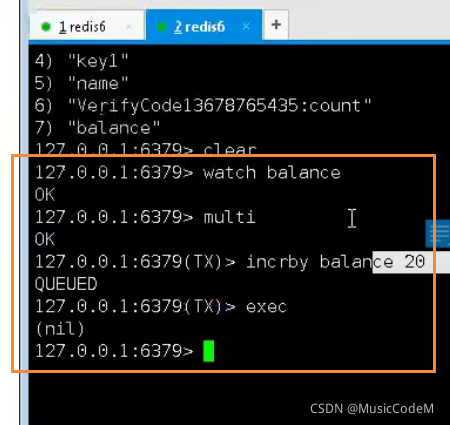 1 redis6 × 2 redis6 × +
4) "key1"
5) "name"
6) "VerifyCode13678765435:count"
7) "balance"
127.0.0.1:6379> clear
127.0.0.1:6379> watch balance
OK
127.0.0.1:6379> multi
OK
127.0.0.1:6379(TX)> incrby balance 20
QUEUED
127.0.0.1:6379(TX)> exec
(nil)
127.0.0.1:6379>
CSDN @MusicCodeM